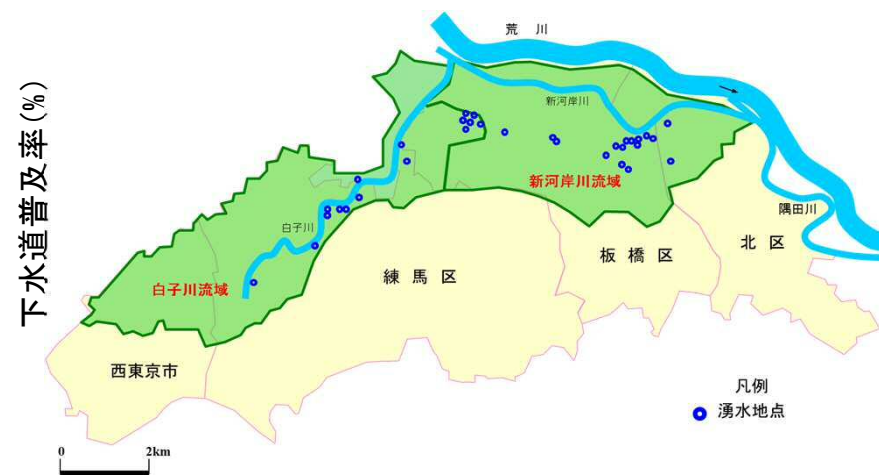 下水道普及率(%)
荒 川
新河岸川
新河岸川流域
隅田川
白子川
北 区
板 橋 区
練 馬 区
白子川流域
西東京市
凡例
湧水地点
0 2km